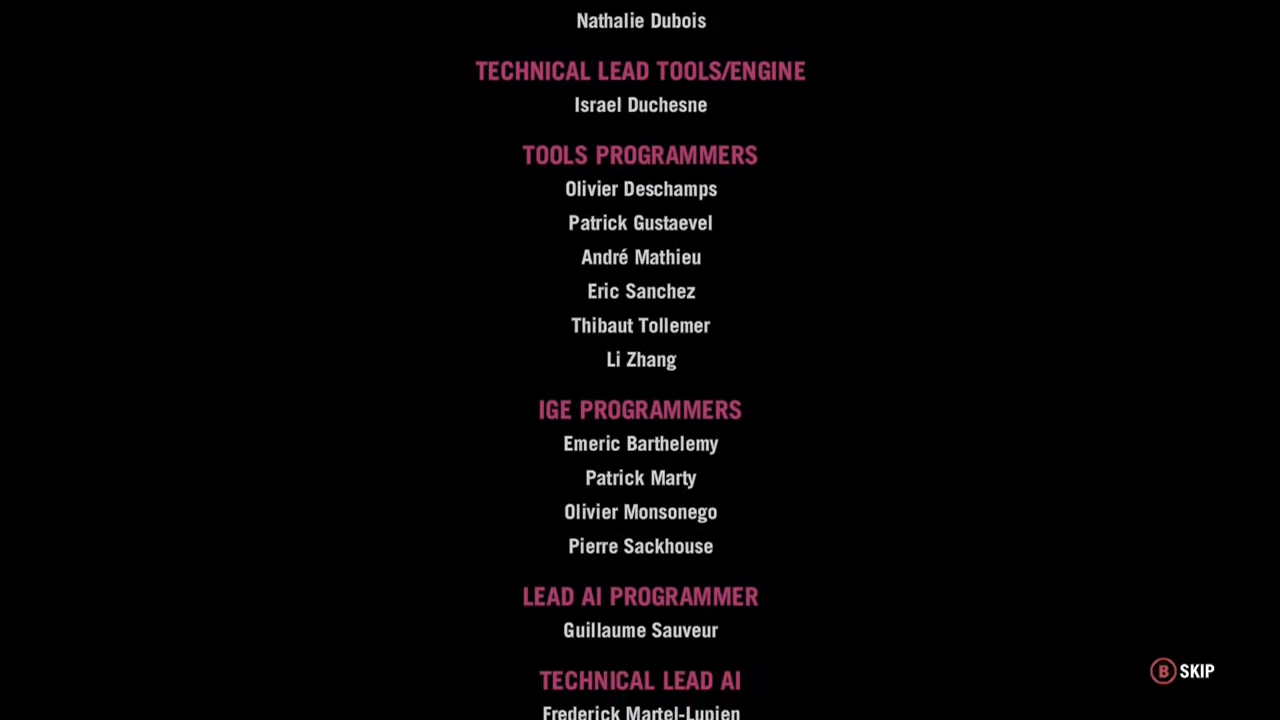 Nathalie Dubois
TECHNICAL LEAD TOOLS/ENGINE
Israel Duchesne
TOOLS PROGRAMMERS
Olivier Deschamps
Patrick Gustaevel
André Mathieu
Eric Sanchez
Thibaut Tollemer
Li Zhang
IGE PROGRAMMERS
Emeric Barthelemy
Patrick Marty
Olivier Monsonego
Pierre Sackhouse
LEAD AI PROGRAMMER
Guillaume Sauveur
B SKIP
TECHNICAL LEAD AI
Frederick Martel-Lupien